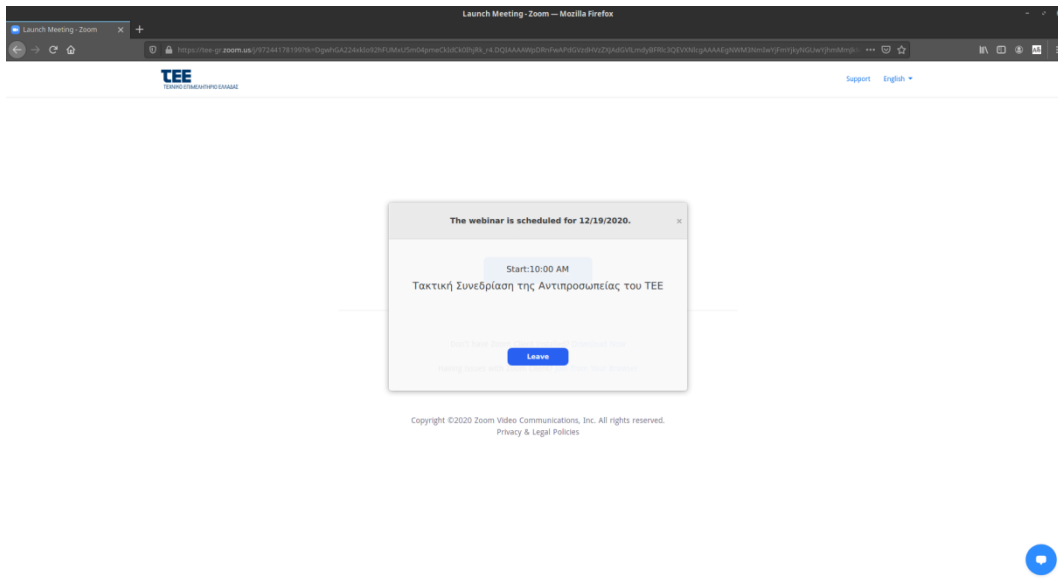 Launch Meeting - Zoom — Mozilla Firefox
Launch Meeting - Zoom
TEE
ΤΕΧΝΙΚΟ ΕΠΙΜΕΛΗΤΗΡΙΟ ΕΛΛΑΔΑΣ
Support English
The webinar is scheduled for 12/19/2020.
Start:10:00 AM
Τακτική Συνεδρίαση της Αντιπροσωπείας του ΤΕΕ
Leave
Copyright ©2020 Zoom Video Communications, Inc. All rights reserved.
Privacy & Legal Policies